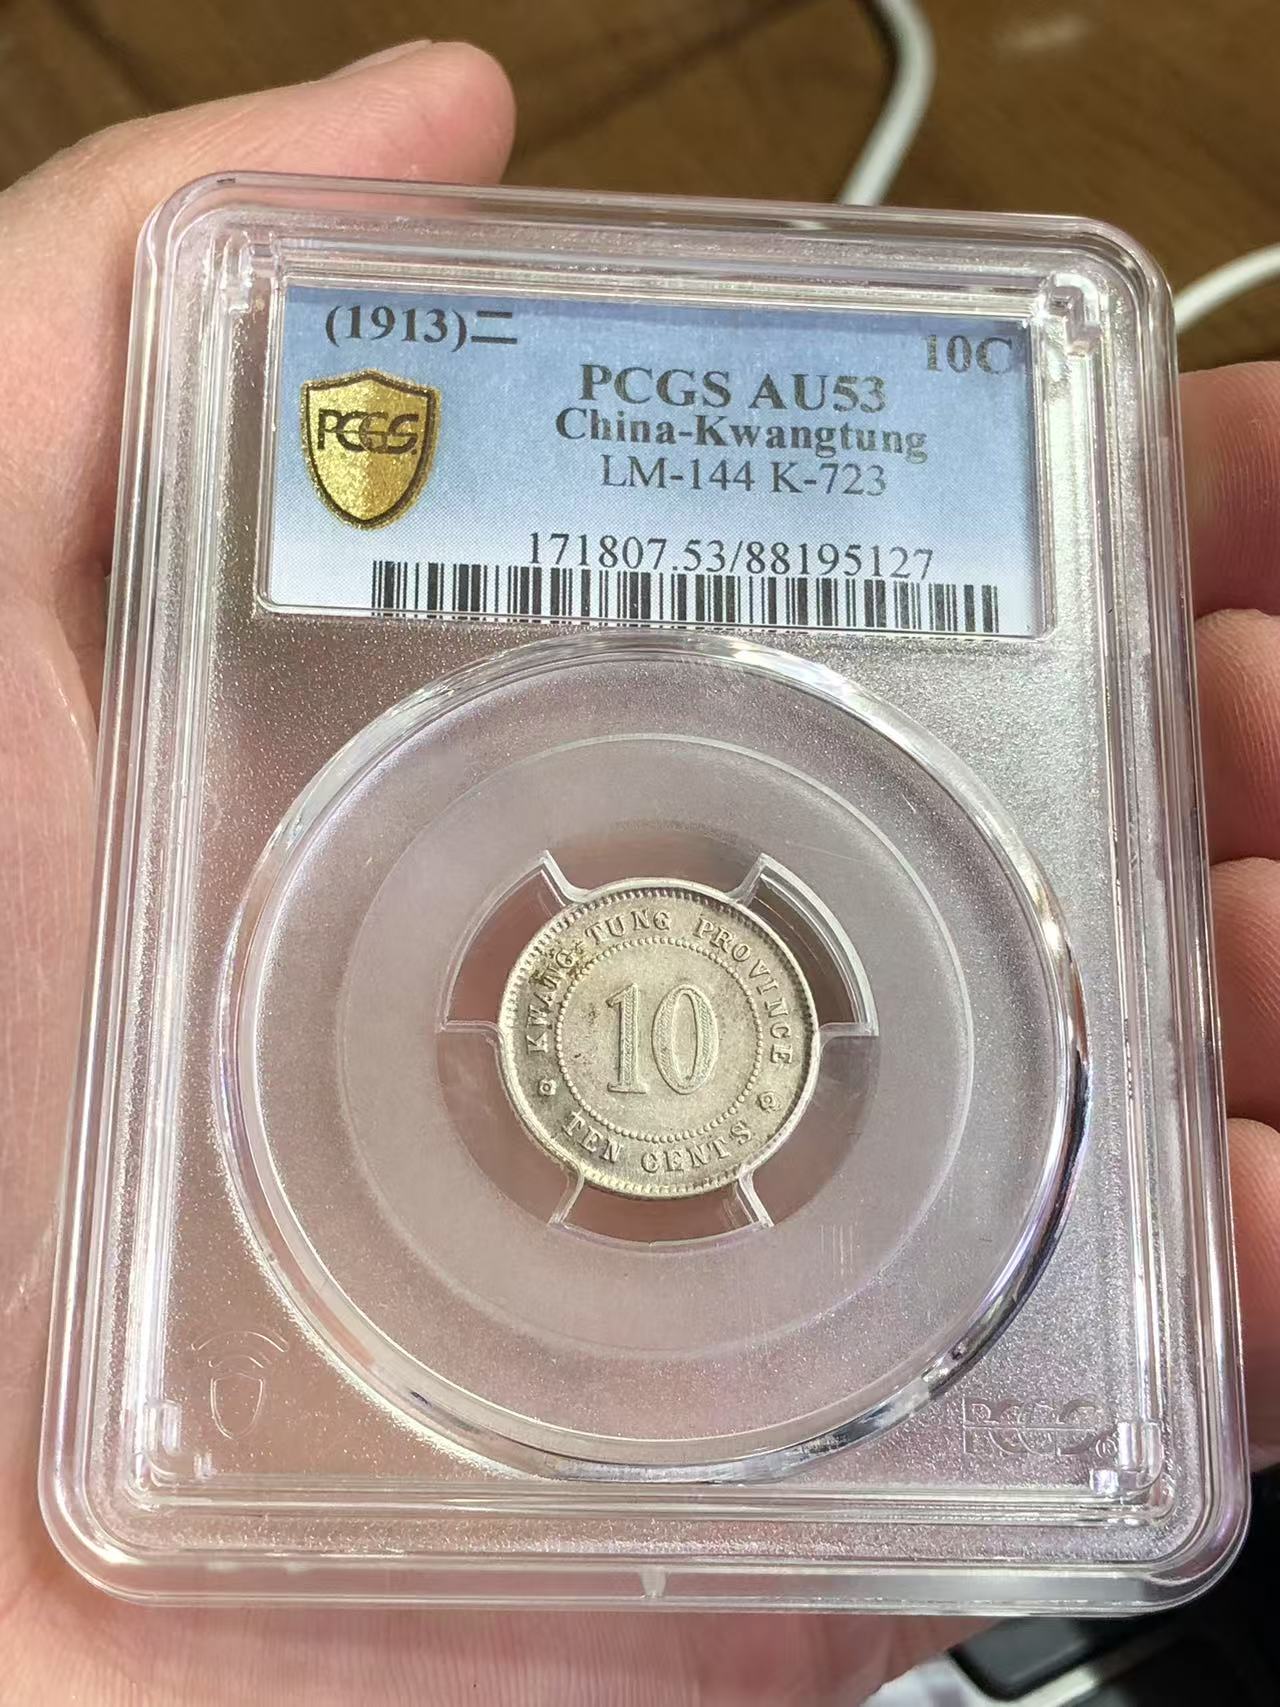 (1913)二
10C
PCGS AU53
China-Kwangtung
LM-144 K-723
171807.53/88195127
PCGS
KWANG-TUNG PROVINCE
10
TEN CENTS
PCGS